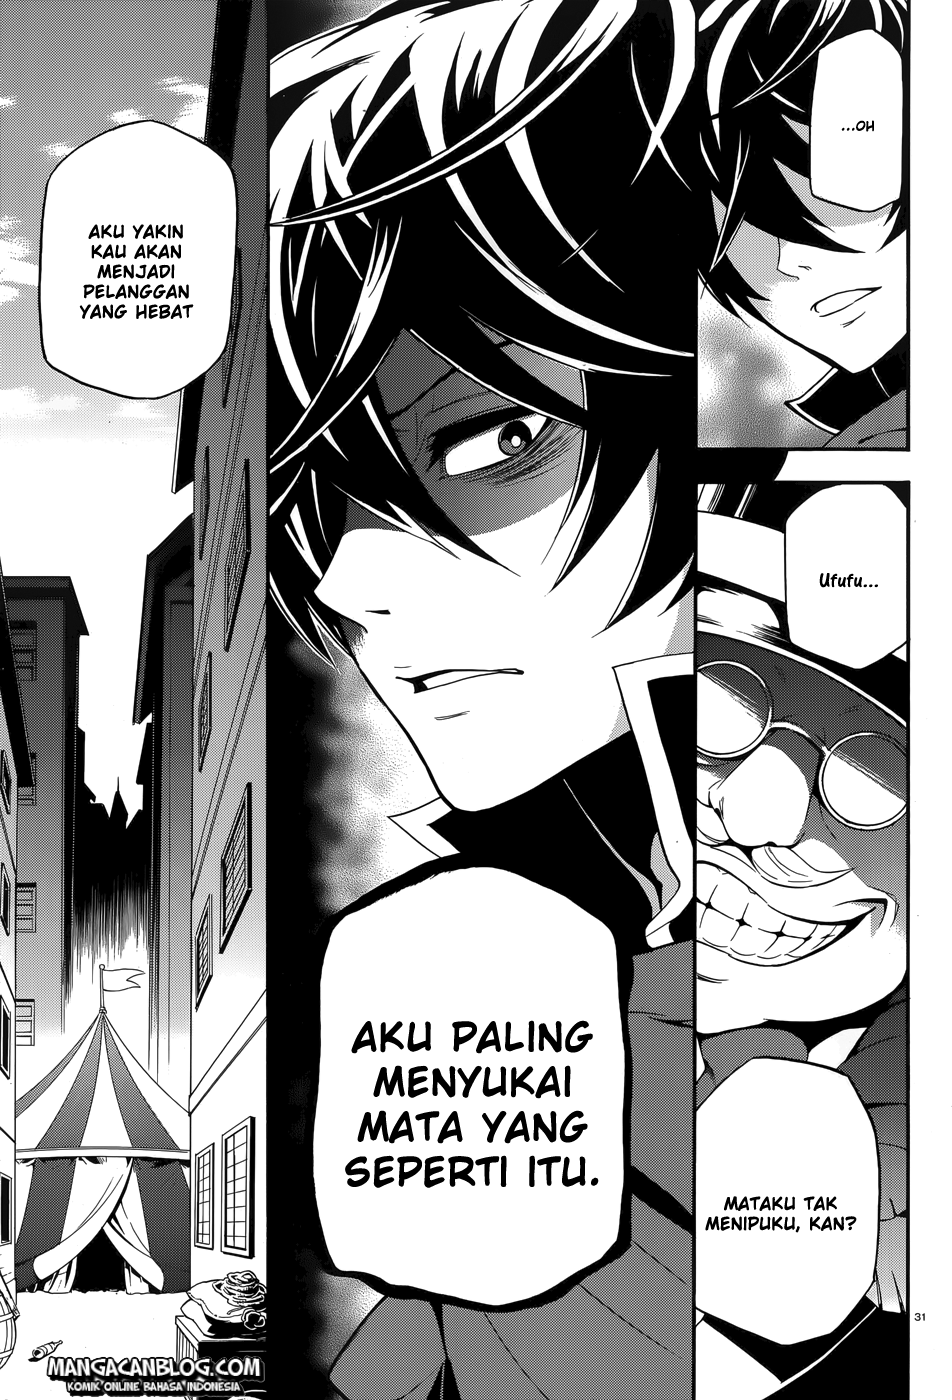 ...OH
Ufufu...
MATAKU TAK
MENIPUKU, KAN?
AKU PALING
MENYUKAI
MATA YANG
SEPERTI ITU.
AKU YAKIN
KAU AKAN
MENJADI
PELANGGAN
YANG HEBAT
31
MANGACANBLOG.COM
KOMIK ONLINE BAHASA INDONESIA